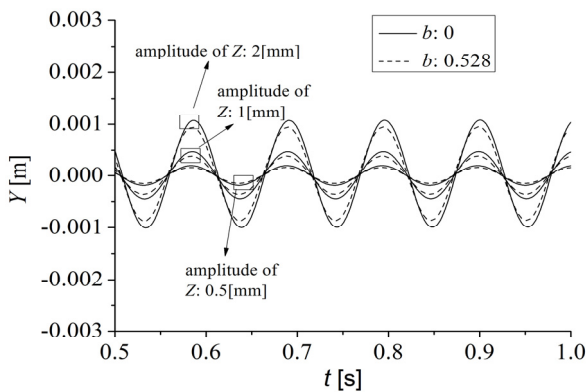 0.003
0.002
0.001
0.000
-0.001
-0.002
-0.003
Y [m]
amplitude of Z: 2[mm]
amplitude of
Z: 1[mm]
amplitude of
Z: 0.5[mm]
b: 0
b: 0.528
0.5 0.6 0.7 0.8 0.9 1.0
t [s]